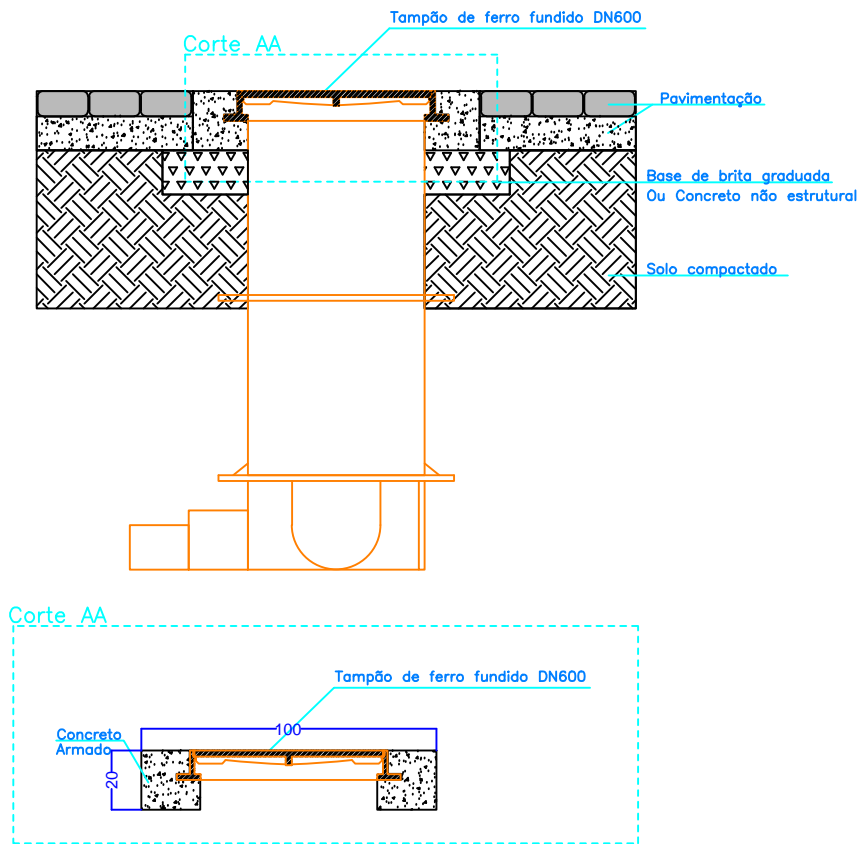 Tampão de ferro fundido DN600
Corte AA
Pavimentação
Base de brita graduada
Ou Concreto não estrutural
Solo compactado
Corte AA
Tampão de ferro fundido DN600
100
Concreto
Armado
20